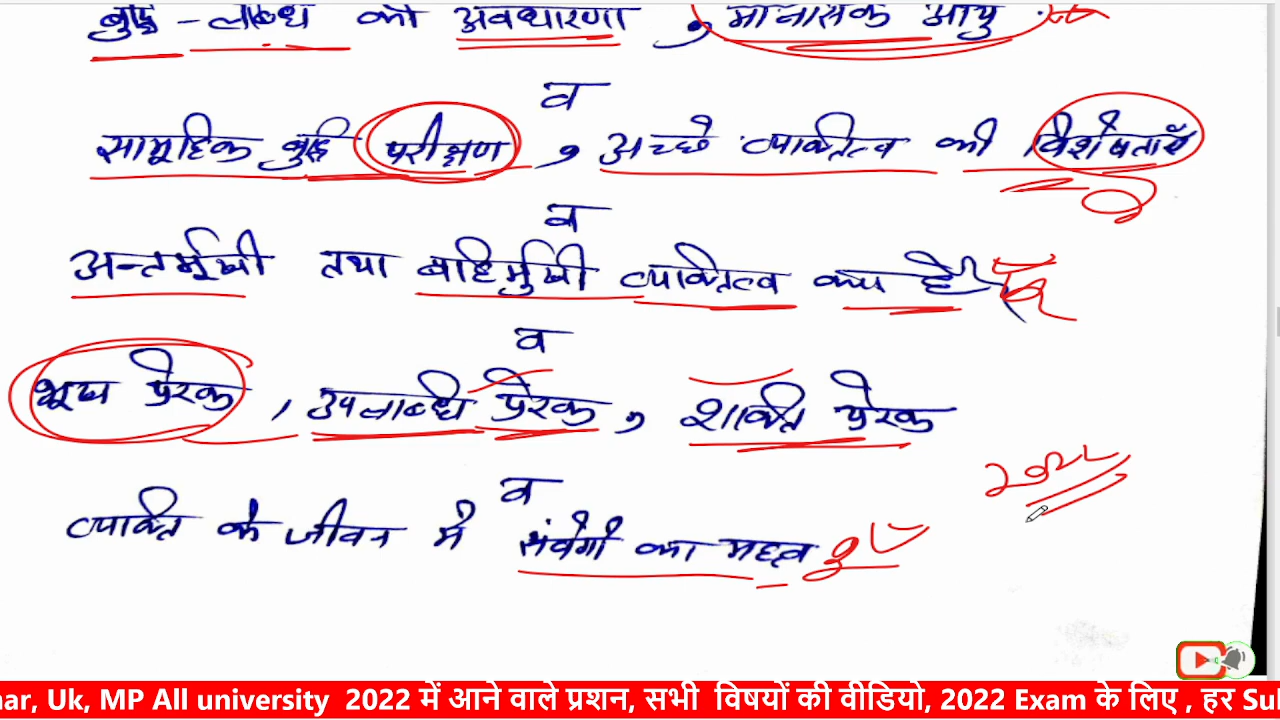 बुद्धि - लब्धि की अवधारणा , मानसिक आयु
व
सामूहिक बुद्धि परीक्षण , अच्छे व्यक्तित्व की विशेषताएँ
व
अन्तर्मुखी तथा बहिर्मुखी व्यक्तित्व क्या है?
व
भूख प्रेरक , उपलब्धि प्रेरक , शक्ति प्रेरक
2022
व
व्यक्ति के जीवन मे संवेगों का महत्व
nar, Uk, MP All university 2022 में आने वाले प्रशन, सभी विषयों की वीडियो, 2022 Exam के लिए , हर Su